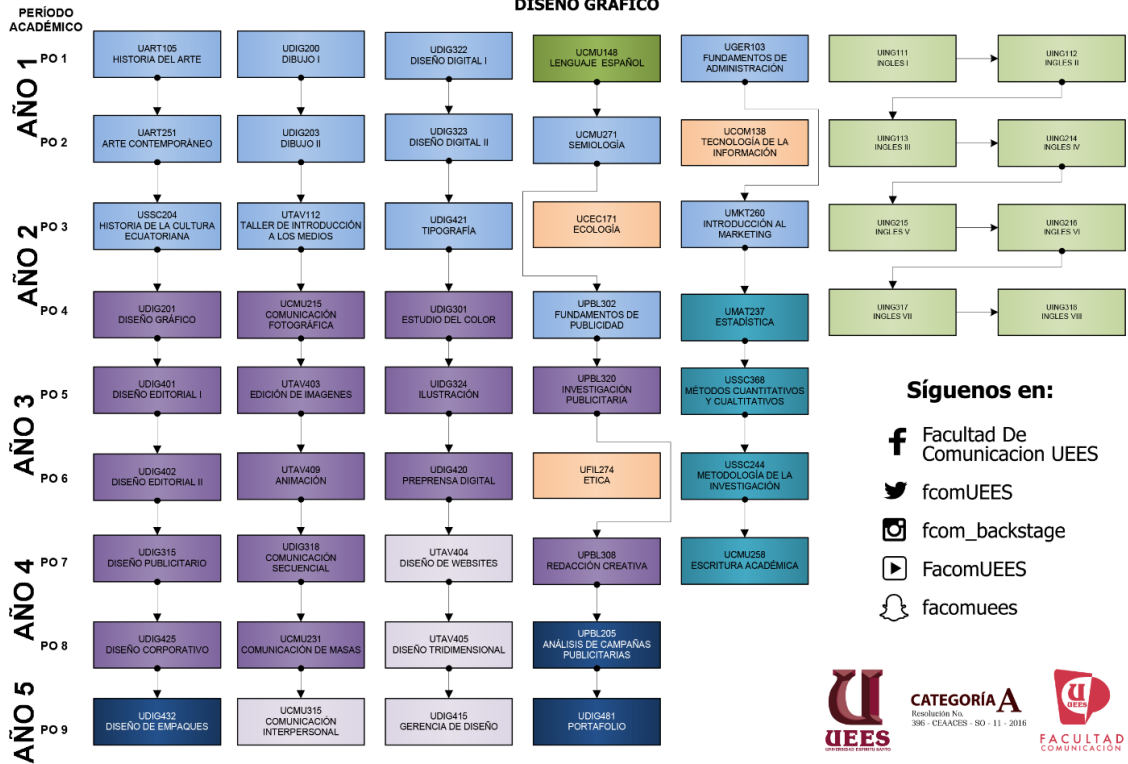 DISEÑO GRÁFICO
PERÍODO
ACADÉMICO
AÑO 1
PO 1
UART105
HISTORIA DEL ARTE
UDIG200
DIBUJO I
UDIG322
DISEÑO DIGITAL I
UCMU148
LENGUAJE ESPAÑOL
UGER103
FUNDAMENTOS DE
ADMINISTRACIÓN
UING111
INGLES I
UING112
INGLES II
PO 2
UART251
ARTE CONTEMPORÁNEO
UDIG203
DIBUJO II
UDIG323
DISEÑO DIGITAL II
UCMU271
SEMIOLOGÍA
UCOM138
TECNOLOGÍA DE LA
INFORMACIÓN
UING113
INGLES III
UING214
INGLES IV
AÑO 2
PO 3
USSC204
HISTORIA DE LA CULTURA
ECUATORIANA
UTAV112
TALLER DE INTRODUCCIÓN
A LOS MEDIOS
UDIG421
TIPOGRAFÍA
UCEC171
ECOLOGÍA
UMKT260
INTRODUCCIÓN AL
MARKETING
UING215
INGLES V
UING216
INGLES VI
PO 4
UDIG201
DISEÑO GRÁFICO
UCMU215
COMUNICACIÓN
FOTOGRÁFICA
UDIG301
ESTUDIO DEL COLOR
UPBL302
FUNDAMENTOS DE
PUBLICIDAD
UMAT237
ESTADÍSTICA
UING317
INGLES VII
UING318
INGLES VIII
AÑO 3
PO 5
UDIG401
DISEÑO EDITORIAL I
UTAV403
EDICIÓN DE IMAGENES
UIDG324
ILUSTRACIÓN
UPBL320
INVESTIGACIÓN
PUBLICITARIA
USSC368
MÉTODOS CUANTITATIVOS
Y CUALTITATIVOS
PO 6
UDIG402
DISEÑO EDITORIAL II
UTAV409
ANIMACIÓN
UDIG420
PREPRENSA DIGITAL
UFIL274
ETICA
USSC244
METODOLOGÍA DE LA
INVESTIGACIÓN
AÑO 4
PO 7
UDIG315
DISEÑO PUBLICITARIO
UDIG318
COMUNICACIÓN
SECUENCIAL
UTAV404
DISEÑO DE WEBSITES
UPBL308
REDACCIÓN CREATIVA
UCMU258
ESCRITURA ACADÉMICA
PO 8
UDIG425
DISEÑO CORPORATIVO
UCMU231
COMUNICACIÓN DE MASAS
UTAV405
DISEÑO TRIDIMENSIONAL
UPBL205
ANÁLISIS DE CAMPAÑAS
PUBLICITARIAS
AÑO 5
PO 9
UDIG432
DISEÑO DE EMPAQUES
UCMU315
COMUNICACIÓN
INTERPERSONAL
UDIG415
GERENCIA DE DISEÑO
UDIG481
PORTAFOLIO
Síguenos en:
Facultad De
Comunicacion UEES
fcomUEES
fcom_backstage
FacomUEES
facomuees
UEES
UNIVERSIDAD ESPÍRITU SANTO
CATEGORÍA A
Resolución No.
396 - CEAACES - SO - 11 - 2016
UEES
FACULTAD
COMUNICACIÓN